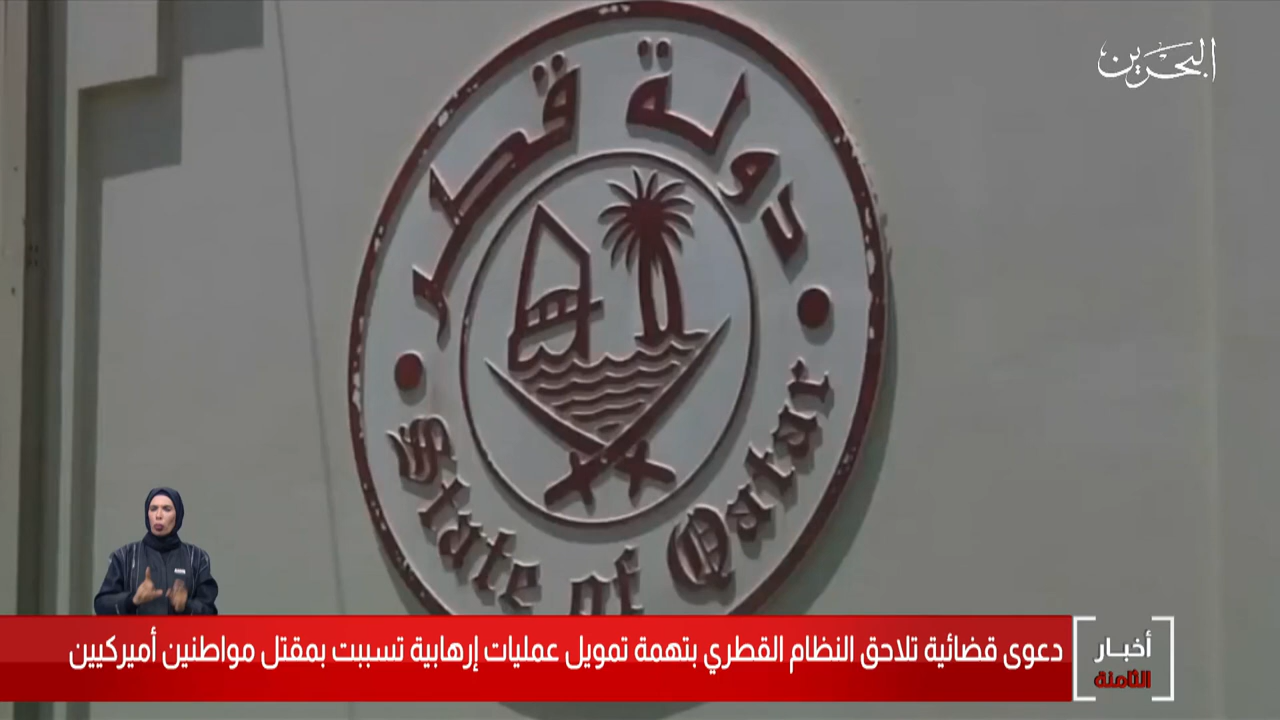 البحرين
دولة قطر
State of Qatar
دعوى قضائية تلاحق النظام القطري بتهمة تمويل عمليات إرهابية تسببت بمقتل مواطنين أميركيين
أخبار
الثامنة